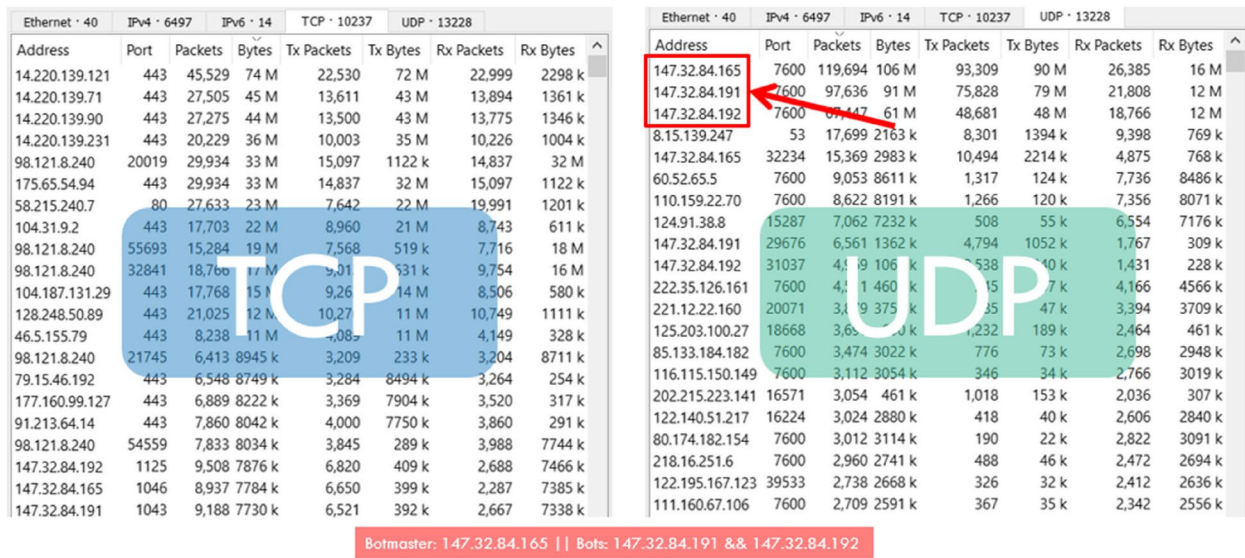 Ethernet · 40 IPv4 · 6497 IPv6 · 14 TCP · 10237 UDP · 13228
Address Port Packets Bytes Tx Packets Tx Bytes Rx Packets Rx Bytes
14.220.139.121 443 45,529 74 M 22,530 72 M 22,999 2298 k
14.220.139.71 443 27,505 45 M 13,611 43 M 13,894 1361 k
14.220.139.90 443 27,275 44 M 13,500 43 M 13,775 1346 k
14.220.139.231 443 20,229 36 M 10,003 35 M 10,226 1004 k
98.121.8.240 20019 29,934 33 M 15,097 1122 k 14,837 32 M
175.65.54.94 443 29,934 33 M 14,837 32 M 15,097 1122 k
58.215.240.7 80 27,633 23 M 7,642 22 M 19,991 1201 k
104.31.9.2 443 17,703 22 M 8,960 21 M 8,743 611 k
98.121.8.240 55693 15,284 19 M 7,568 519 k 7,716 18 M
98.121.8.240 32841 18,766 9,754 16 M
104.187.131.29 443 17,768 14 M 8,506 580 k
128.248.50.89 443 21,025 11 M 10,749 1111 k
46.5.155.79 443 8,238 11 M 4,089 11 M 4,149 328 k
98.121.8.240 21745 6,413 8945 k 3,209 233 k 3,204 8711 k
79.15.46.192 443 6,548 8749 k 3,284 8494 k 3,264 254 k
177.160.99.127 443 6,889 8222 k 3,369 7904 k 3,520 317 k
91.213.64.14 443 7,860 8042 k 4,000 7750 k 3,860 291 k
98.121.8.240 54559 7,833 8034 k 3,845 289 k 3,988 7744 k
147.32.84.192 1125 9,508 7876 k 6,820 409 k 2,688 7466 k
147.32.84.165 1046 8,937 7784 k 6,650 399 k 2,287 7385 k
147.32.84.191 1043 9,188 7730 k 6,521 392 k 2,667 7338 k
TCP
Ethernet · 40 IPv4 · 6497 IPv6 · 14 TCP · 10237 UDP · 13228
Address Port Packets Bytes Tx Packets Tx Bytes Rx Packets Rx Bytes
147.32.84.165 7600 119,694 106 M 93,309 90 M 26,385 16 M
147.32.84.191 7600 97,636 91 M 75,828 79 M 21,808 12 M
147.32.84.192 7600 61 M 48,681 48 M 18,766 12 M
8.15.139.247 53 17,699 2163 k 8,301 1394 k 9,398 769 k
147.32.84.165 32234 15,369 2983 k 10,494 2214 k 4,875 768 k
60.52.65.5 7600 9,053 8611 k 1,317 124 k 7,736 8486 k
110.159.22.70 7600 8,622 8191 k 1,266 120 k 7,356 8071 k
124.91.38.8 15287 7,062 7232 k 508 55 k 6,554 7176 k
147.32.84.191 29676 6,561 1362 k 4,794 1052 k 1,767 309 k
147.32.84.192 31037 1,431 228 k
222.35.126.161 7600 4,166 4566 k
221.12.22.160 20071 47 k 3,394 3709 k
125.203.100.27 18668 1,232 189 k 2,464 461 k
85.133.184.182 7600 3,474 3022 k 776 73 k 2,698 2948 k
116.115.150.149 7600 3,112 3054 k 346 34 k 2,766 3019 k
202.215.223.141 16571 3,054 461 k 1,018 153 k 2,036 307 k
122.140.51.217 16224 3,024 2880 k 418 40 k 2,606 2840 k
80.174.182.154 7600 3,012 3114 k 190 22 k 2,822 3091 k
218.16.251.6 7600 2,960 2741 k 488 46 k 2,472 2694 k
122.195.167.123 39533 2,738 2668 k 326 32 k 2,412 2636 k
111.160.67.106 7600 2,709 2591 k 367 35 k 2,342 2556 k
UDP
Botmaster: 147.32.84.165 || Bots: 147.32.84.191 && 147.32.84.192